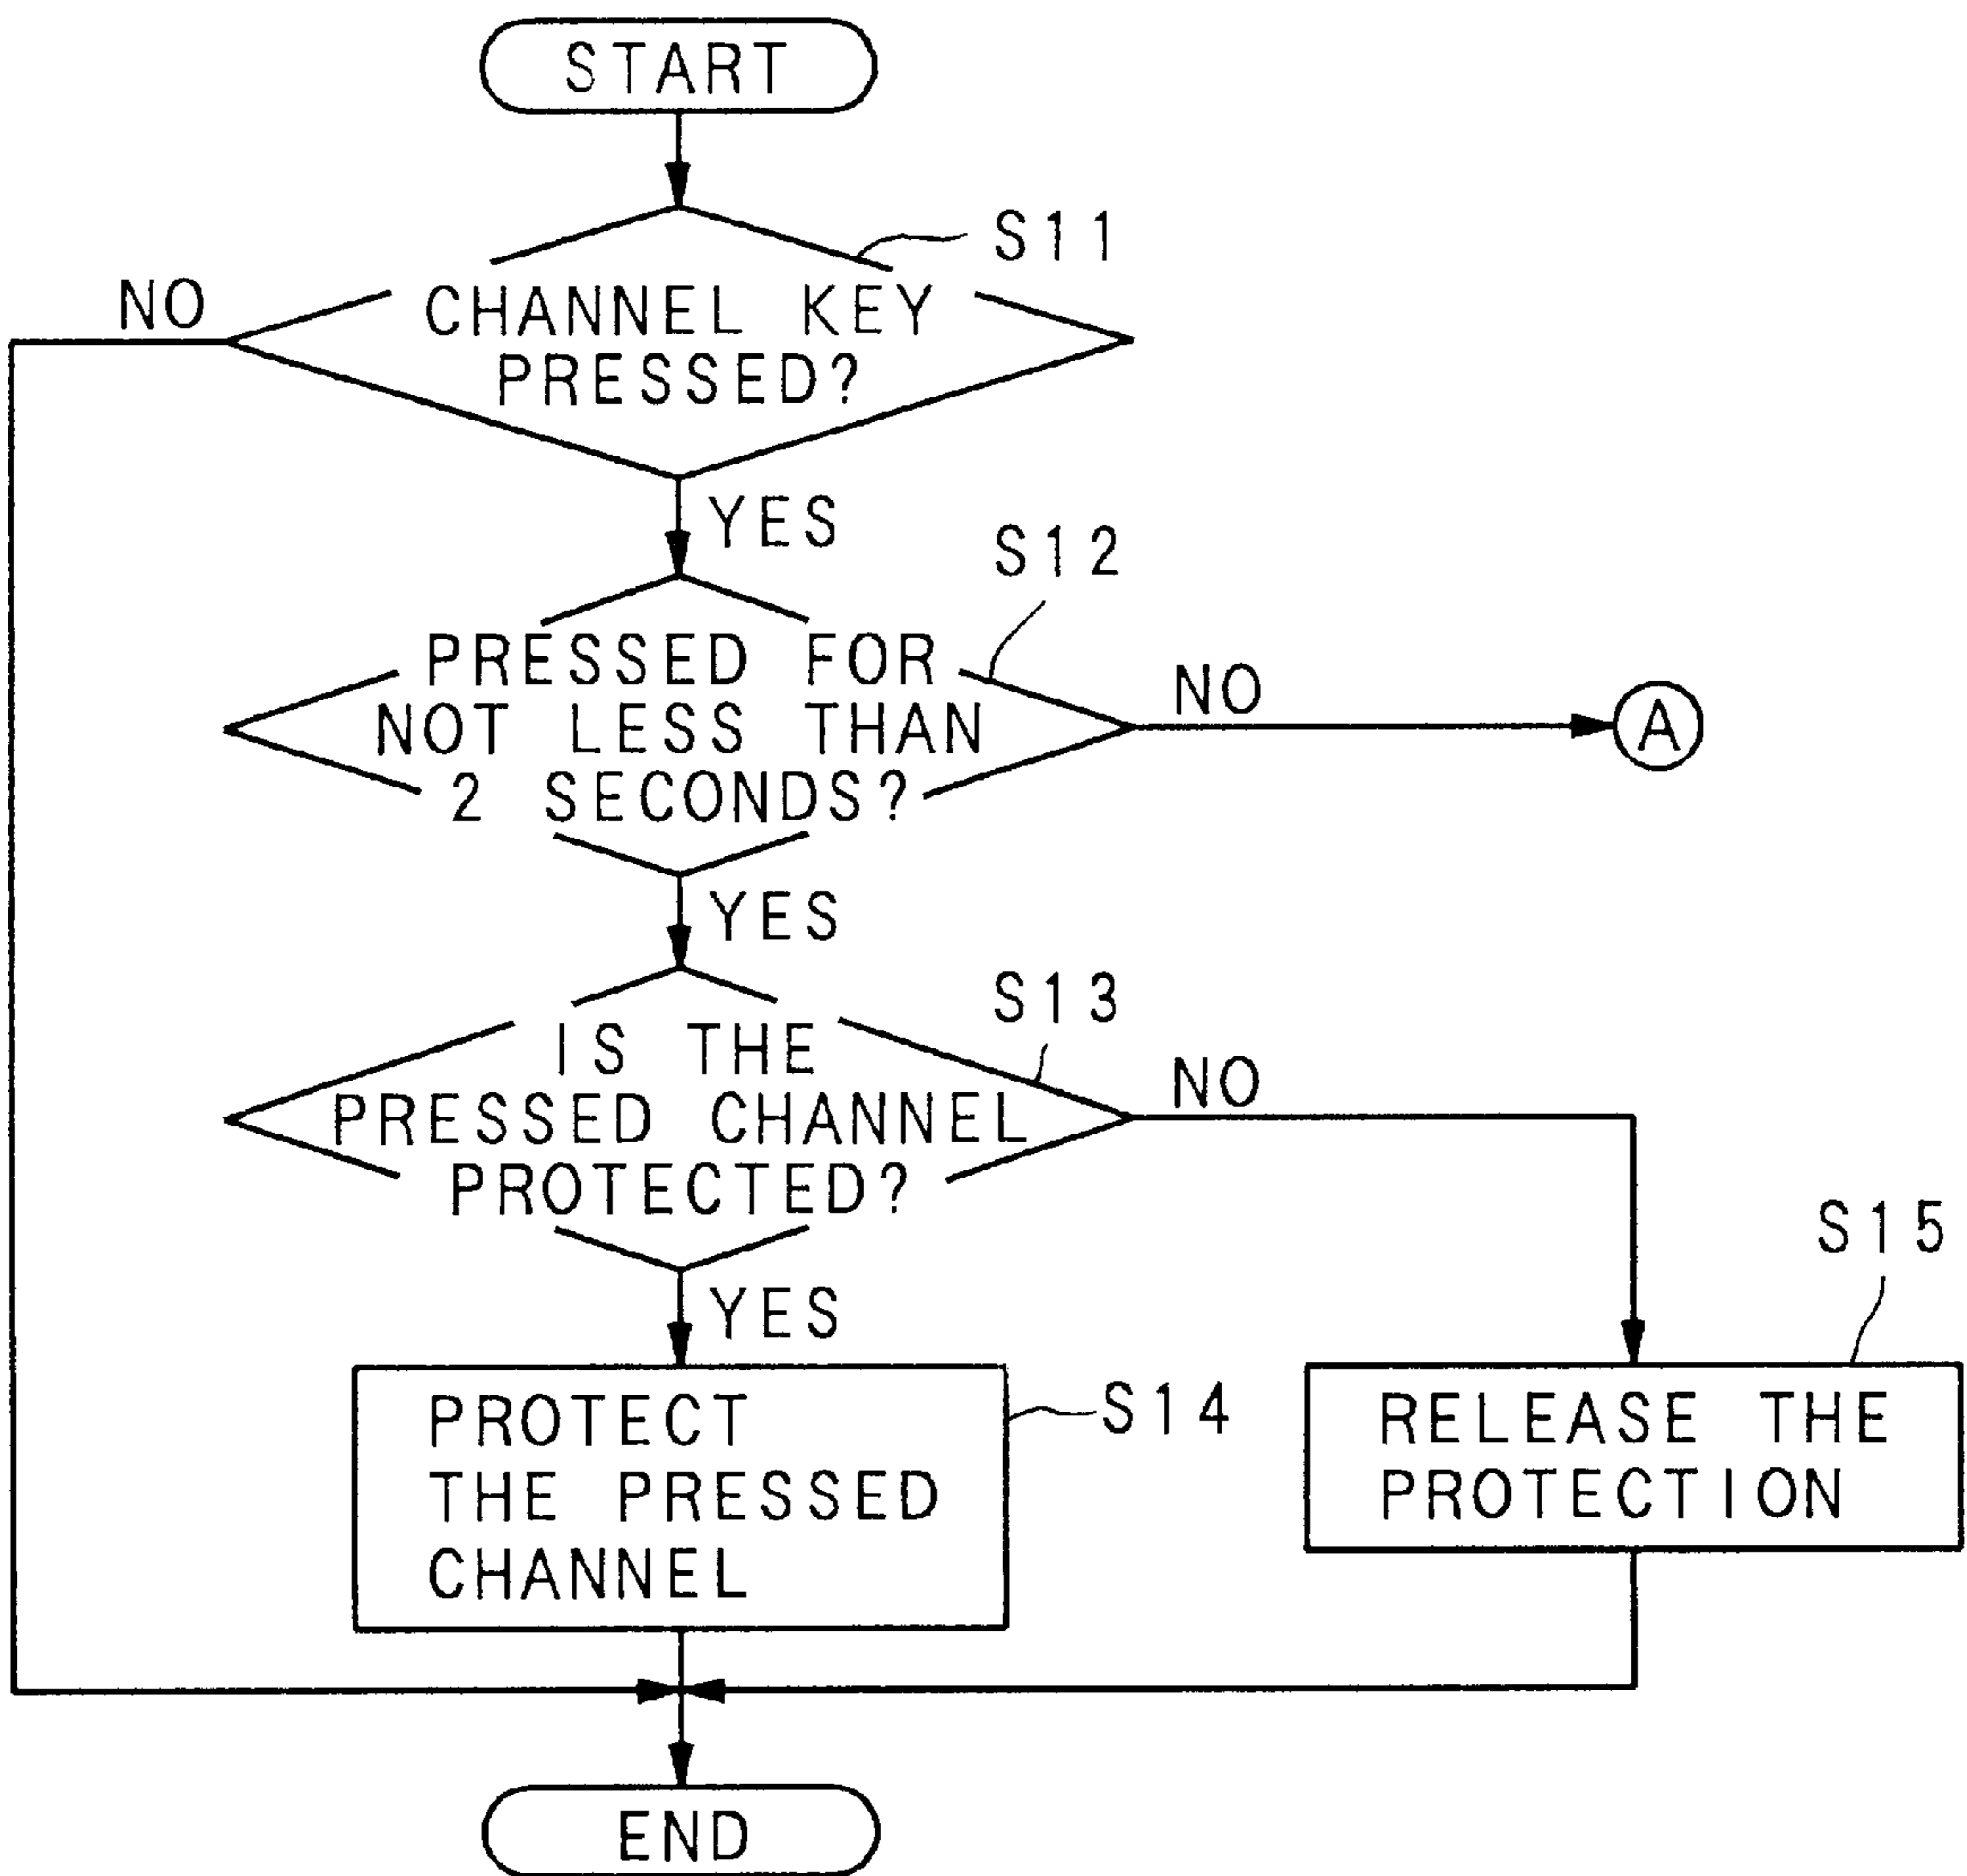 START
S11
NO
CHANNEL KEY
PRESSED?
YES
S12
PRESSED FOR
NOT LESS THAN
2 SECONDS?
NO
A
YES
S13
IS THE
PRESSED CHANNEL
PROTECTED?
NO
YES
S15
PROTECT
THE PRESSED
CHANNEL
S14
RELEASE THE
PROTECTION
END